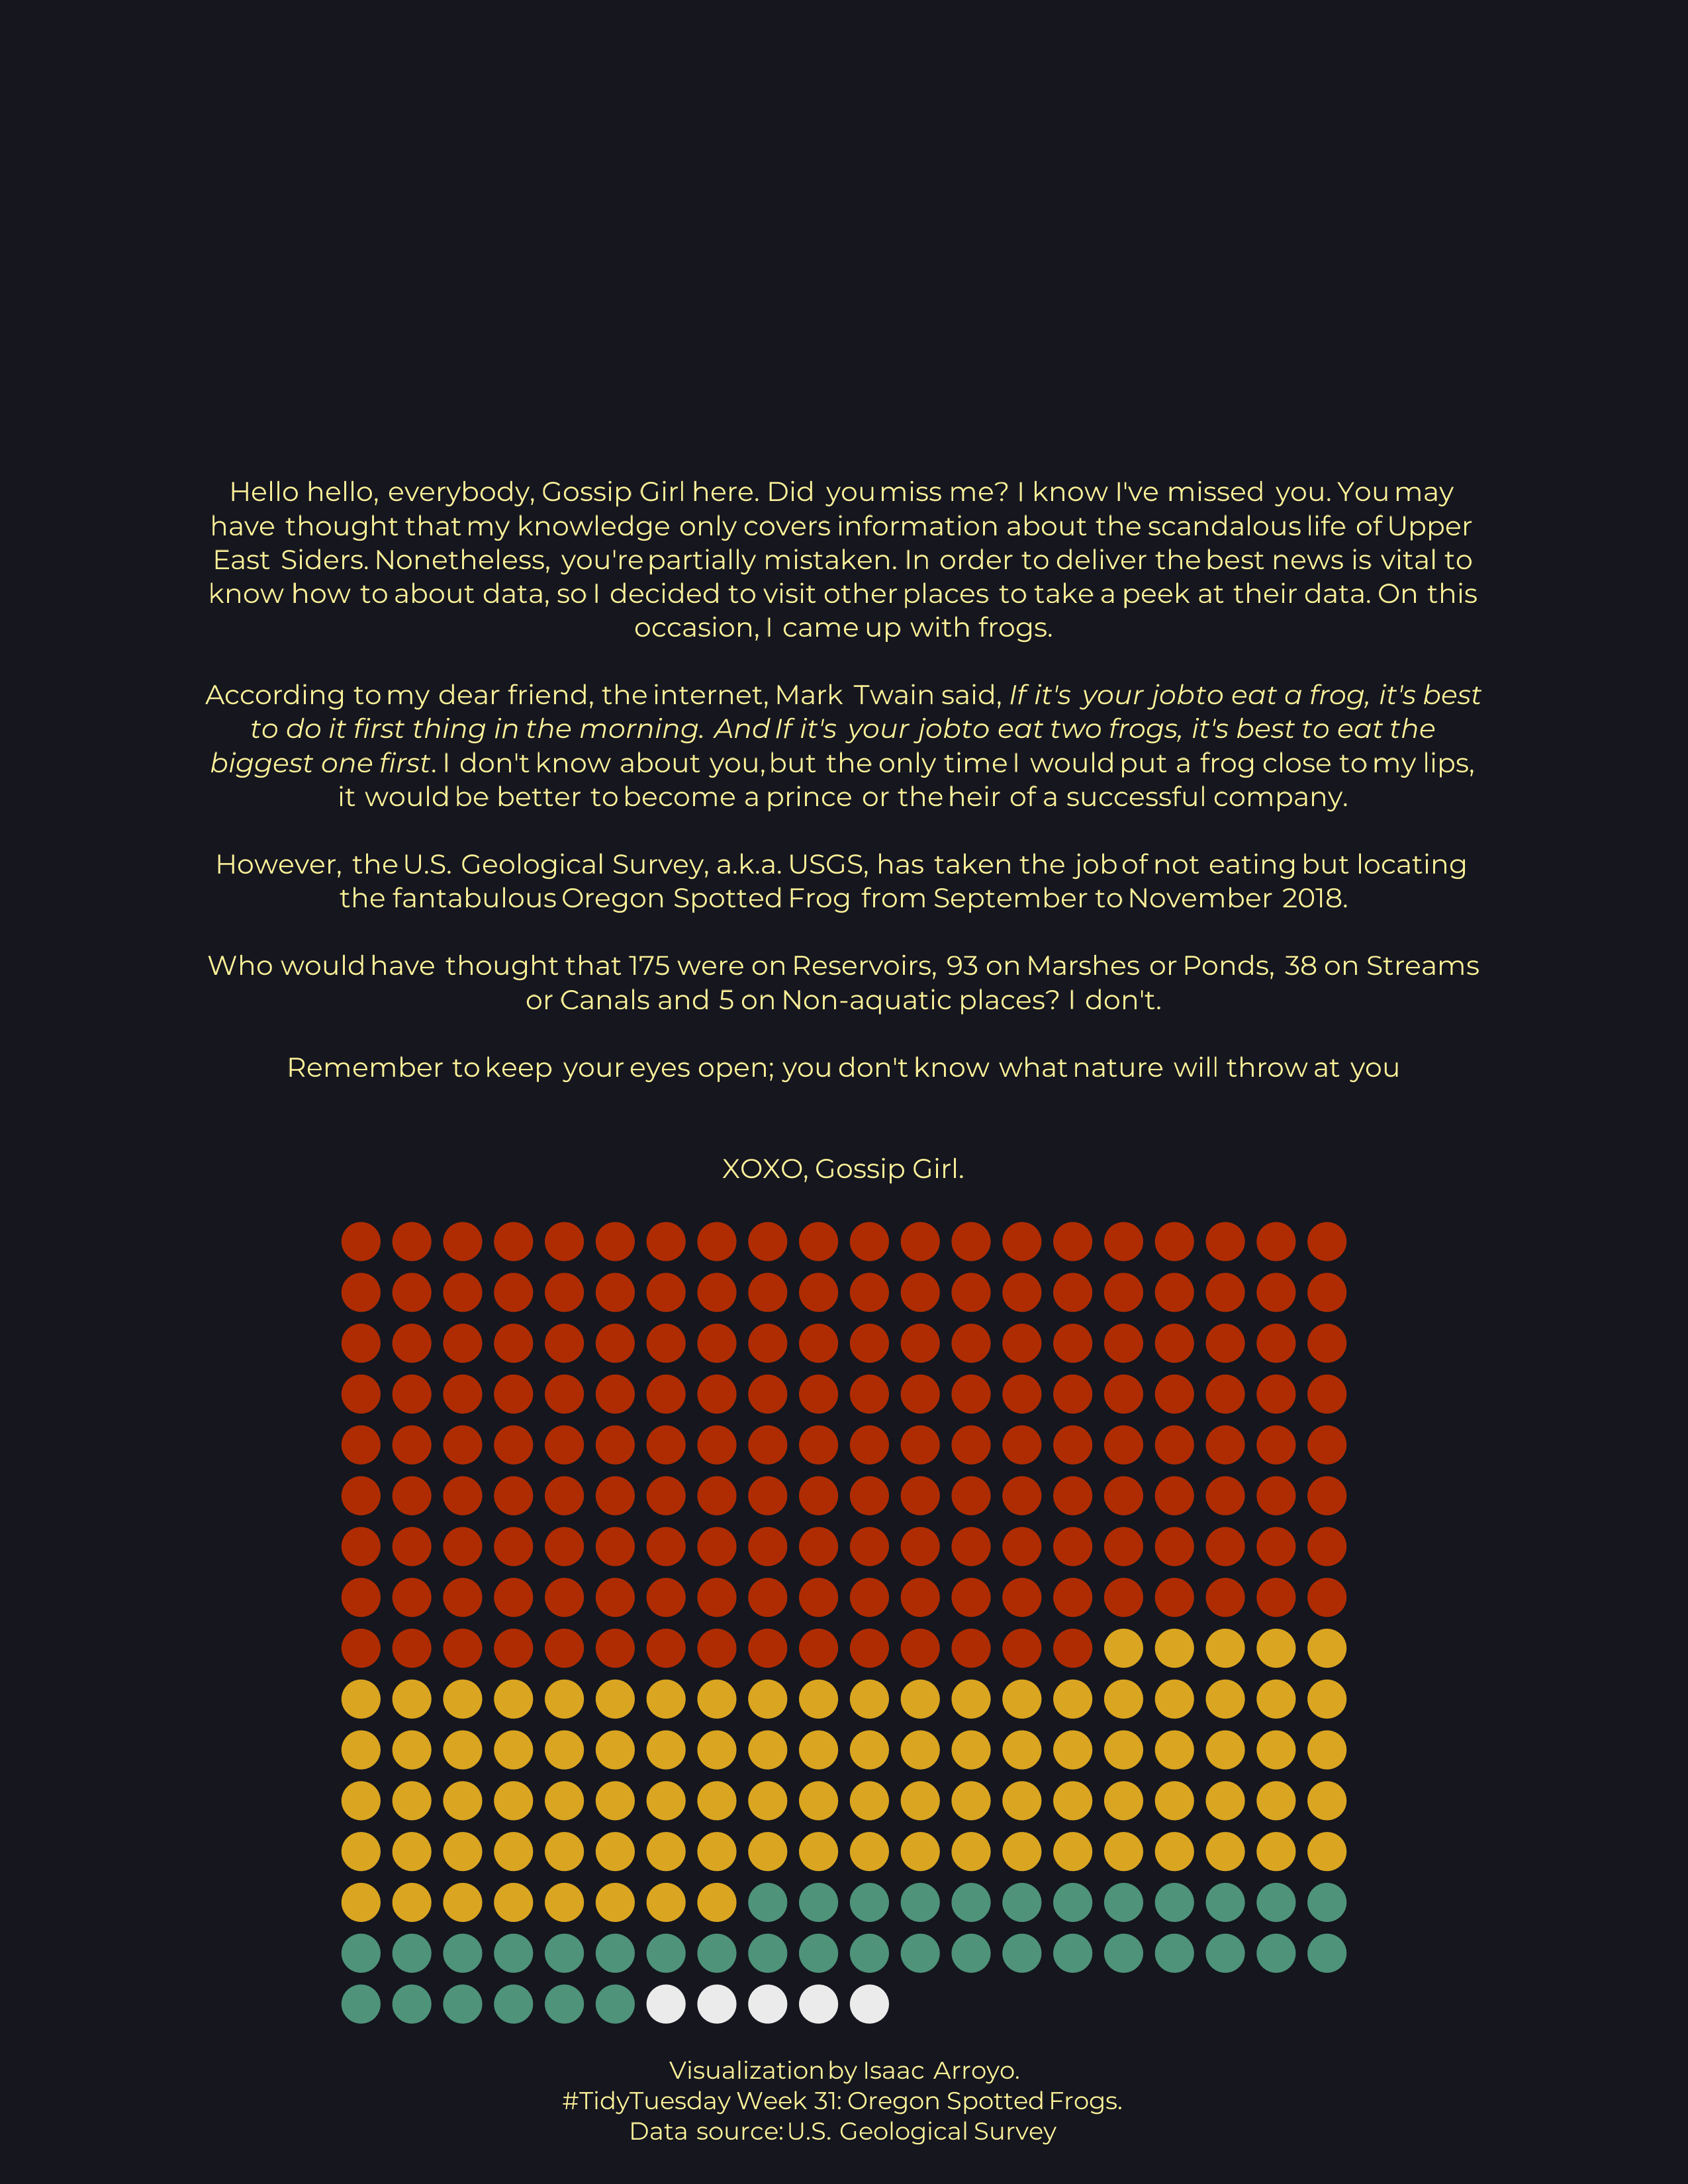 Hello hello, everybody, Gossip Girl here. Did you miss me? I know I've missed you. You may
have thought that my knowledge only covers information about the scandalous life of Upper
East Siders. Nonetheless, you're partially mistaken. In order to deliver the best news is vital to
know how to about data, so I decided to visit other places to take a peek at their data. On this
occasion, I came up with frogs.
According to my dear friend, the internet, Mark Twain said, If it's your job to eat a frog, it's best
to do it first thing in the morning. And If it's your job to eat two frogs, it's best to eat the
biggest one first. I don't know about you, but the only time I would put a frog close to my lips,
it would be better to become a prince or the heir of a successful company.
However, the U.S. Geological Survey, a.k.a. USGS, has taken the job of not eating but locating
the fantabulous Oregon Spotted Frog from September to November 2018.
Who would have thought that 175 were on Reservoirs, 93 on Marshes or Ponds, 38 on Streams
or Canals and 5 on Non-aquatic places? I don't.
Remember to keep your eyes open; you don't know what nature will throw at you
XOXO, Gossip Girl.
Visualization by Isaac Arroyo.
#TidyTuesday Week 31: Oregon Spotted Frogs.
Data source: U.S. Geological Survey